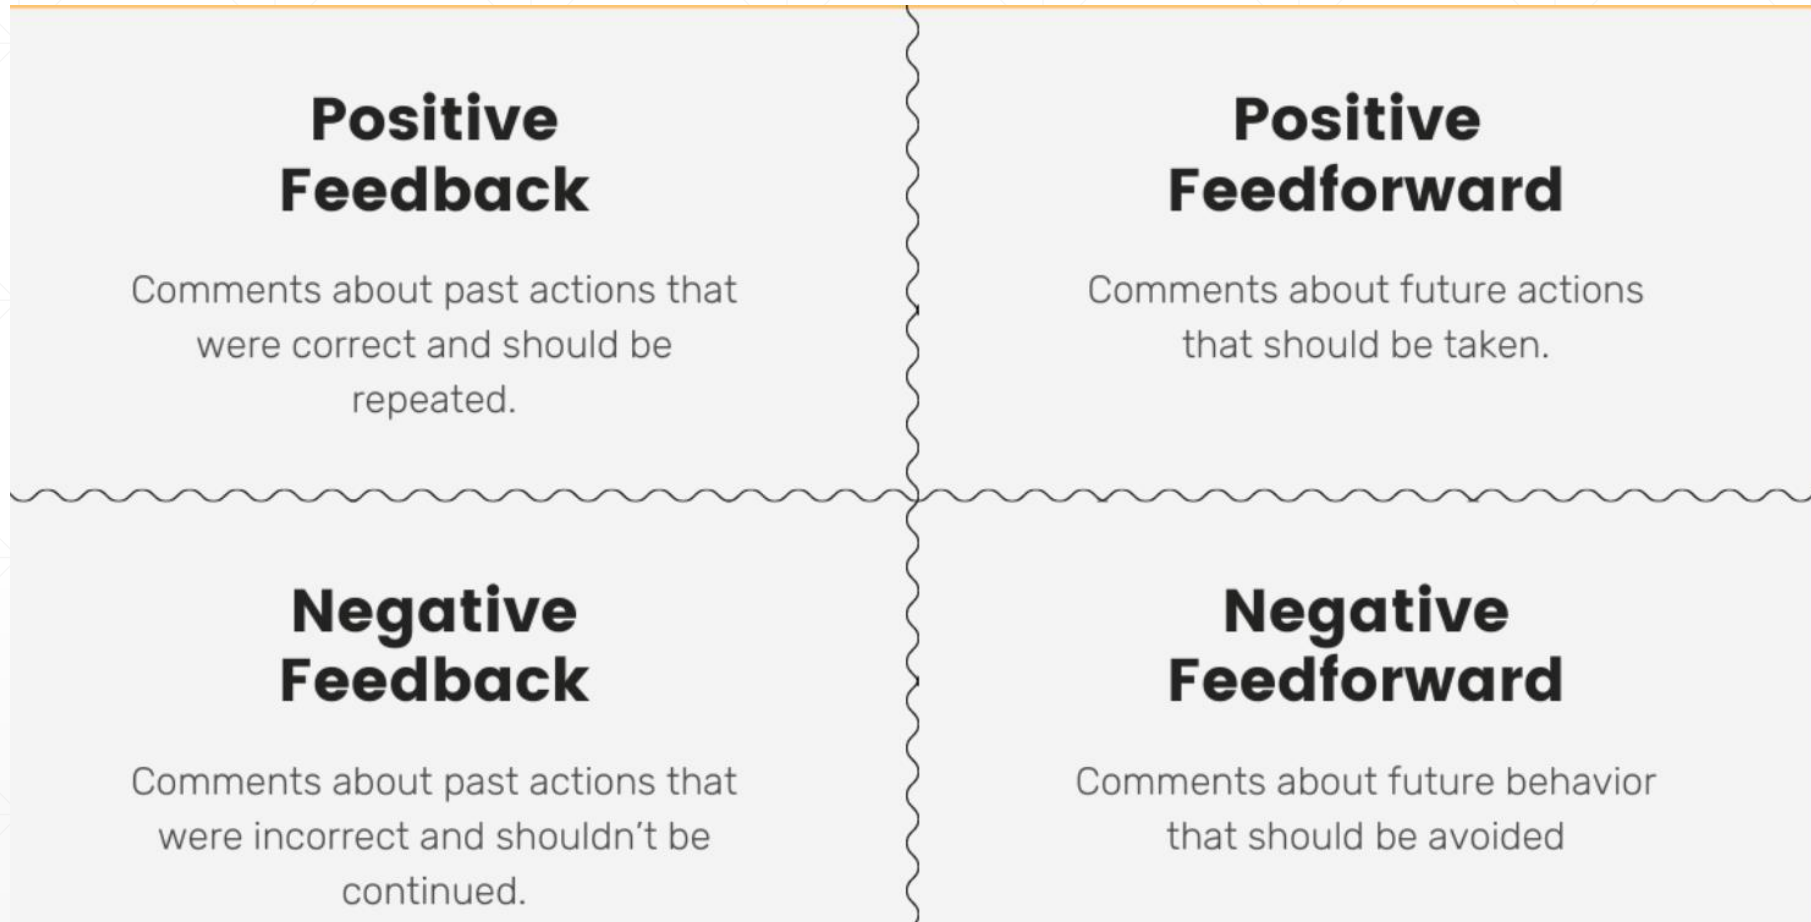 Positive
Feedback
Comments about past actions that
were correct and should be
repeated.
Positive
Feedforward
Comments about future actions
that should be taken.
Negative
Feedback
Comments about past actions that
were incorrect and shouldn’t be
continued.
Negative
Feedforward
Comments about future behavior
that should be avoided